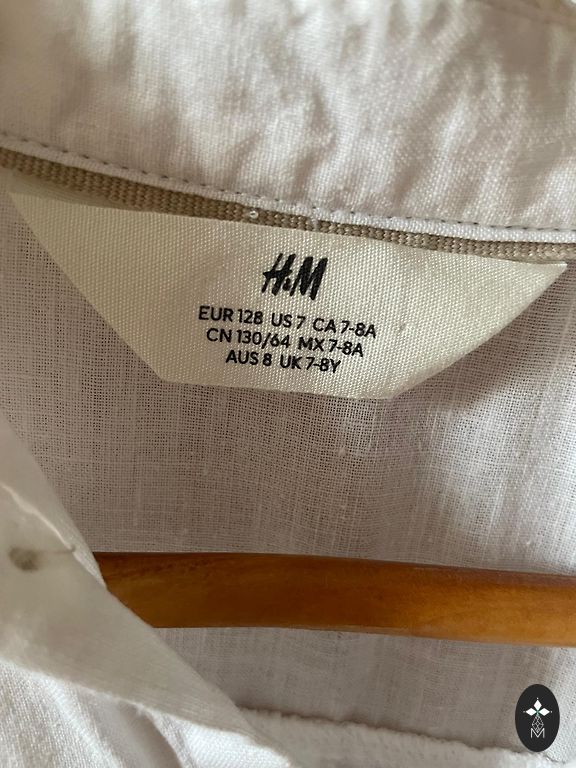 H&M
EUR 128 US 7 CA 7-8A
CN 130/64 MX 7-8A
AUS 8 UK 7-8Y
M